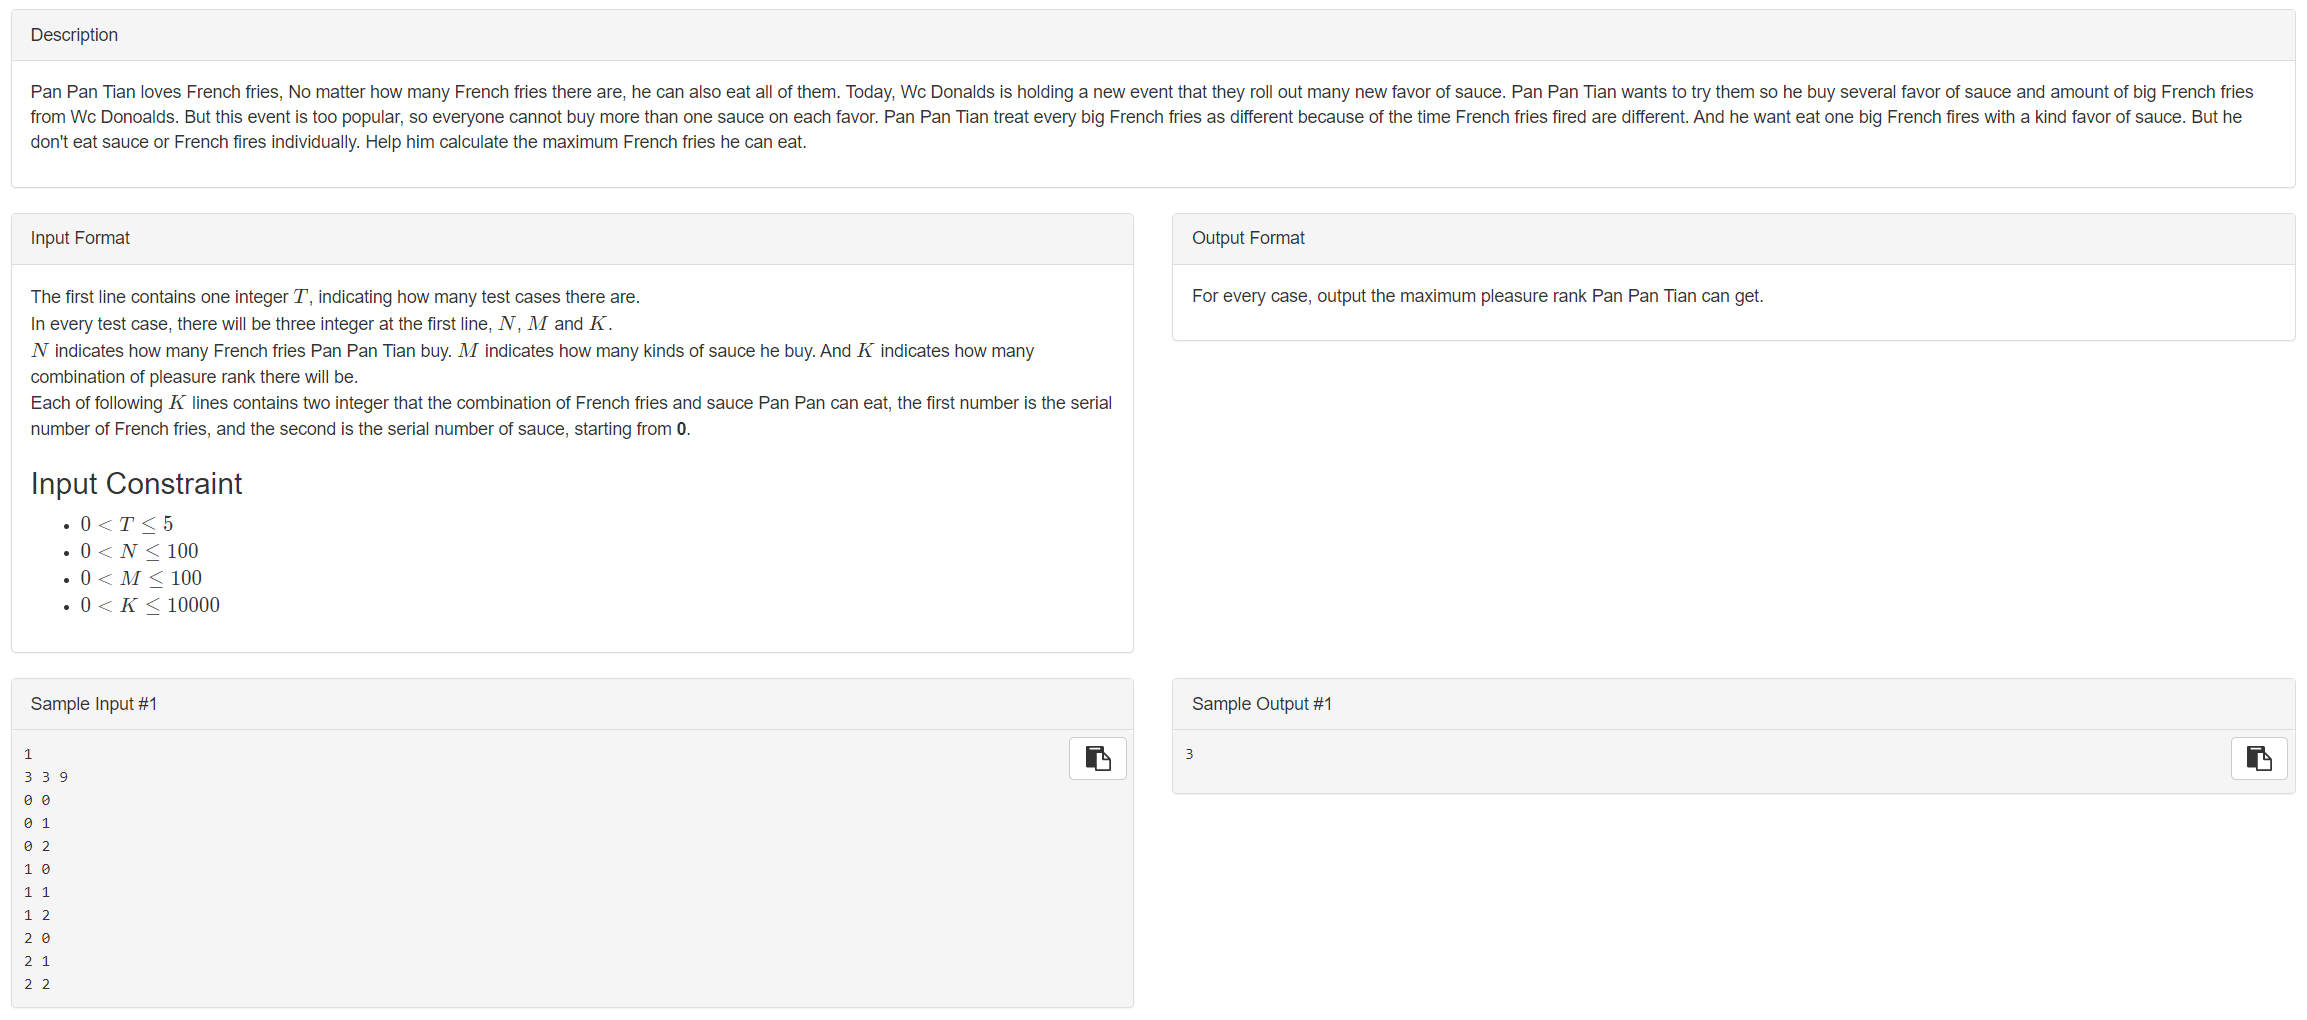 Description
Pan Pan Tian loves French fries, No matter how many French fries there are, he can also eat all of them. Today, Wc Donalds is holding a new event that they roll out many new favor of sauce. Pan Pan Tian wants to try them so he buy several favor of sauce and amount of big French fries
from Wc Donoalds. But this event is too popular, so everyone cannot buy more than one sauce on each favor. Pan Pan Tian treat every big French fries as different because of the time French fries fired are different. And he want eat one big French fires with a kind favor of sauce. But he
don't eat sauce or French fires individually. Help him calculate the maximum French fries he can eat.
Input Format
The first line contains one integer T, indicating how many test cases there are.
In every test case, there will be three integer at the first line, N, M and K.
N indicates how many French fries Pan Pan Tian buy. M indicates how many kinds of sauce he buy. And K indicates how many
combination of pleasure rank there will be.
Each of following K lines contains two integer that the combination of French fries and sauce Pan Pan can eat, the first number is the serial
number of French fries, and the second is the serial number of sauce, starting from 0.
Input Constraint
• 0 < T ≤ 5
• 0 < N ≤ 100
• 0 < M ≤ 100
• 0 < K ≤ 10000
Output Format
For every case, output the maximum pleasure rank Pan Pan Tian can get.
Sample Input #1
1
3 3 9
0 0
0 1
0 2
1 0
1 1
1 2
2 0
2 1
2 2
Sample Output #1
3